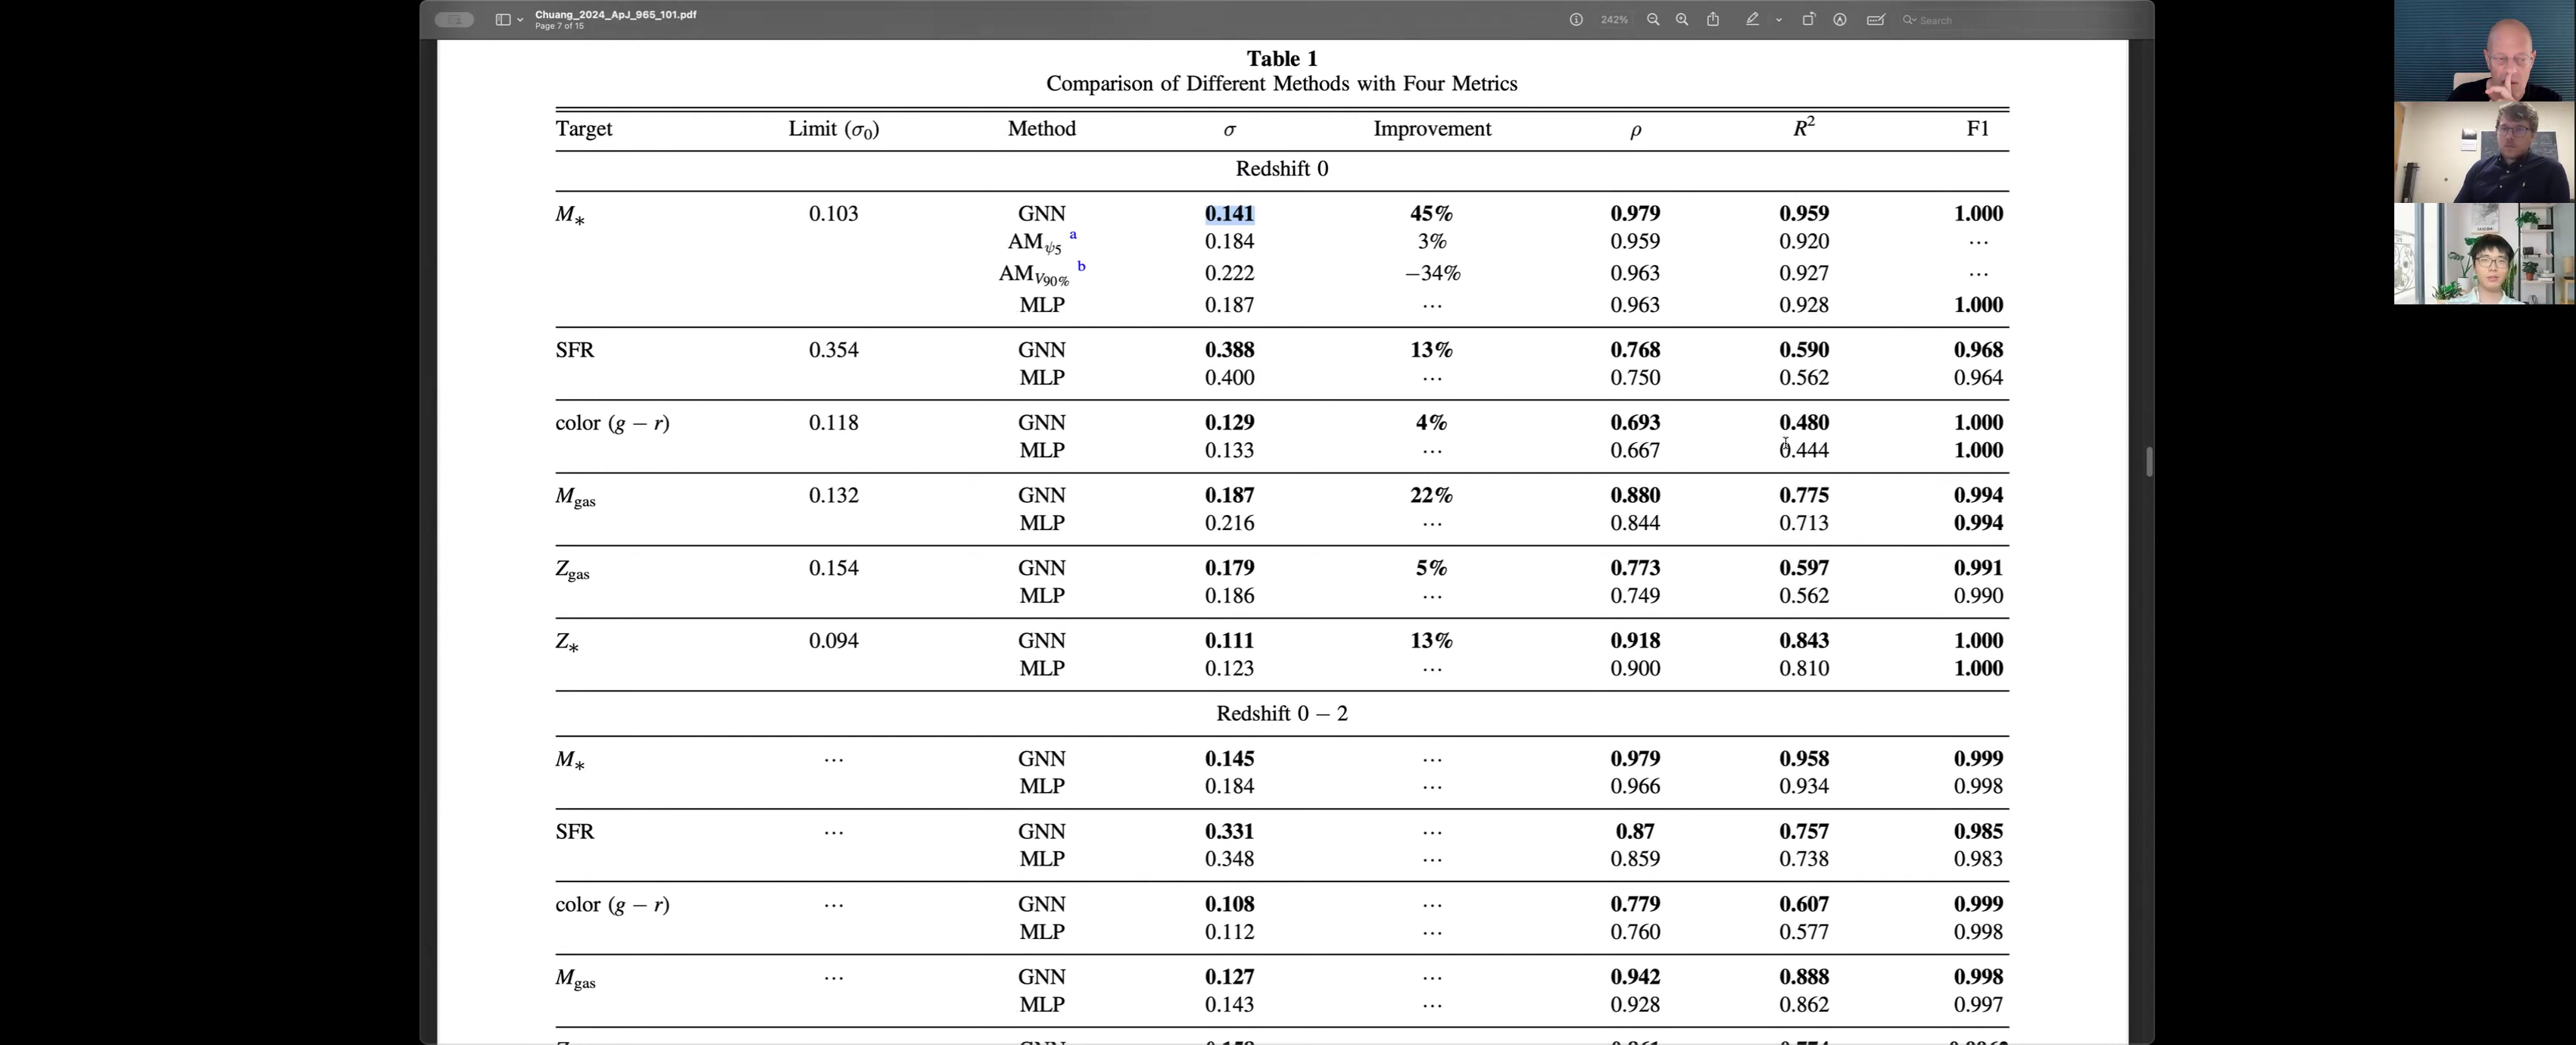 Chuang_2024_ApJ_965_101.pdf
Page 7 of 15
242%
Search
Table 1
Comparison of Different Methods with Four Metrics
Target Limit (σ₀) Method σ Improvement ρ R² F1
Redshift 0
M∗ 0.103 GNN 0.141 45% 0.979 0.959 1.000
AMψ5 a 0.184 3% 0.959 0.920 ···
AMV90% b 0.222 −34% 0.963 0.927 ···
MLP 0.187 ··· 0.963 0.928 1.000
SFR 0.354 GNN 0.388 13% 0.768 0.590 0.968
MLP 0.400 ··· 0.750 0.562 0.964
color (g − r) 0.118 GNN 0.129 4% 0.693 0.480 1.000
MLP 0.133 ··· 0.667 0.444 1.000
Mgas 0.132 GNN 0.187 22% 0.880 0.775 0.994
MLP 0.216 ··· 0.844 0.713 0.994
Zgas 0.154 GNN 0.179 5% 0.773 0.597 0.991
MLP 0.186 ··· 0.749 0.562 0.990
Z∗ 0.094 GNN 0.111 13% 0.918 0.843 1.000
MLP 0.123 ··· 0.900 0.810 1.000
Redshift 0 − 2
M∗ ··· GNN 0.145 ··· 0.979 0.958 0.999
MLP 0.184 ··· 0.966 0.934 0.998
SFR ··· GNN 0.331 ··· 0.87 0.757 0.985
MLP 0.348 ··· 0.859 0.738 0.983
color (g − r) ··· GNN 0.108 ··· 0.779 0.607 0.999
MLP 0.112 ··· 0.760 0.577 0.998
Mgas ··· GNN 0.127 ··· 0.942 0.888 0.998
MLP 0.143 ··· 0.928 0.862 0.997